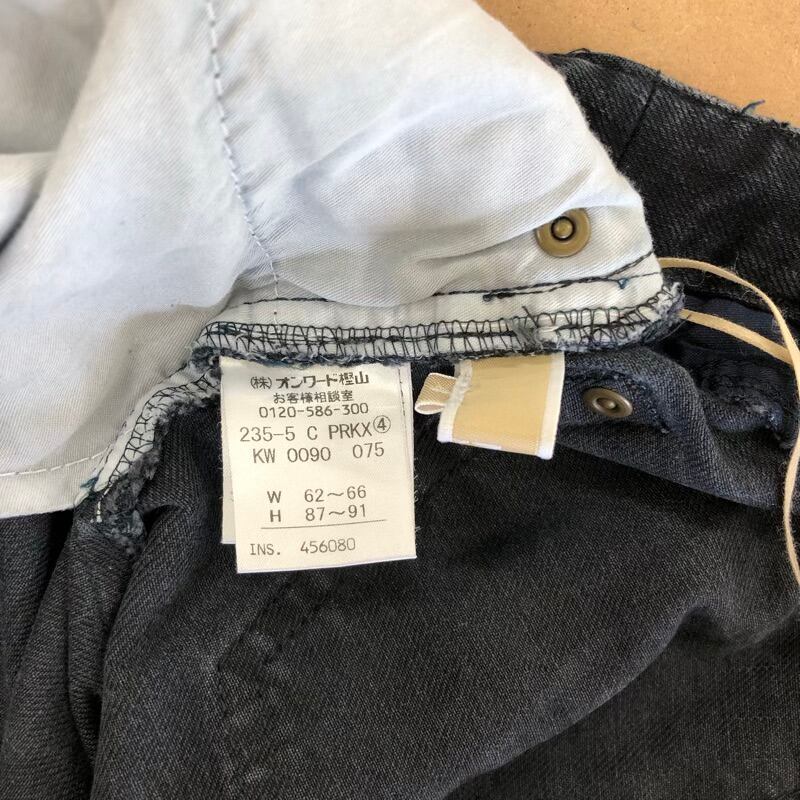 (株)オンワード樫山
お客様相談室
0120-586-300
235-5 C PRKX④
KW 0090 075
W 62〜66
H 87〜91
INS. 456080